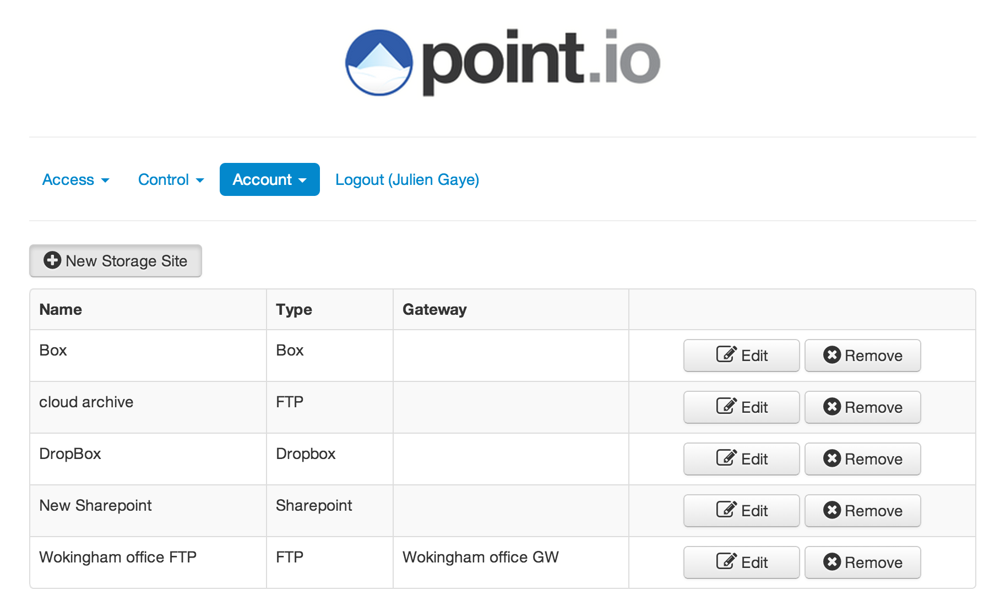 point.io
Access Control Account Logout (Julien Gaye)
New Storage Site
Name Type Gateway
Box Box Edit Remove
cloud archive FTP Edit Remove
DropBox Dropbox Edit Remove
New Sharepoint Sharepoint Edit Remove
Wokingham office FTP FTP Wokingham office GW Edit Remove